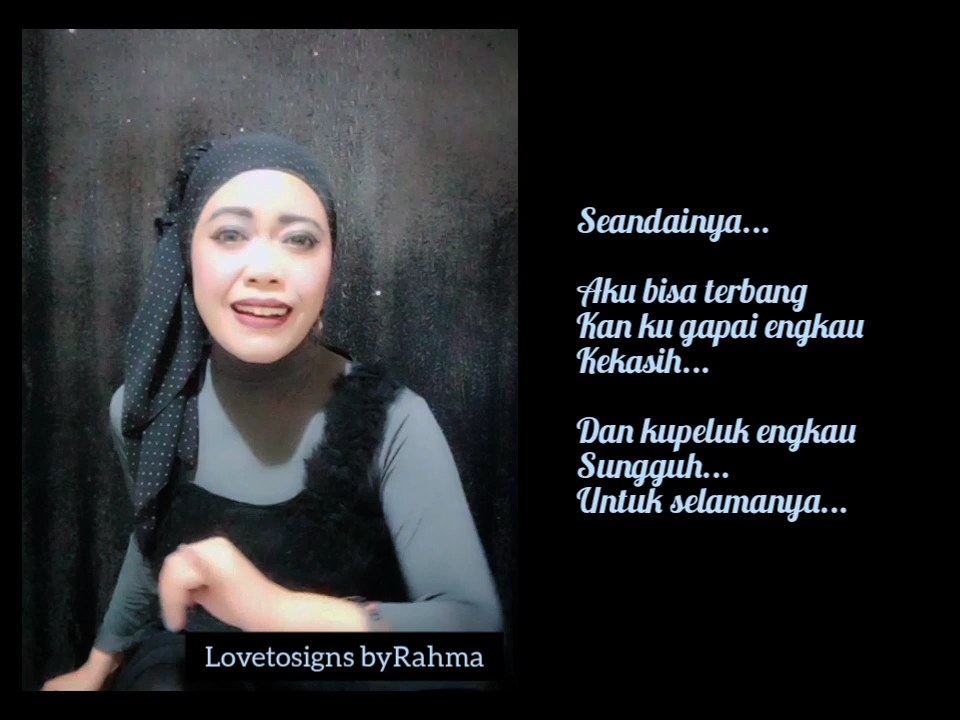 Seandainya...
Aku bisa terbang
Kan ku gapai engkau
Kekasih...
Dan kupeluk engkau
Sungguh...
Untuk selamanya...
Lovetosigns byRahma